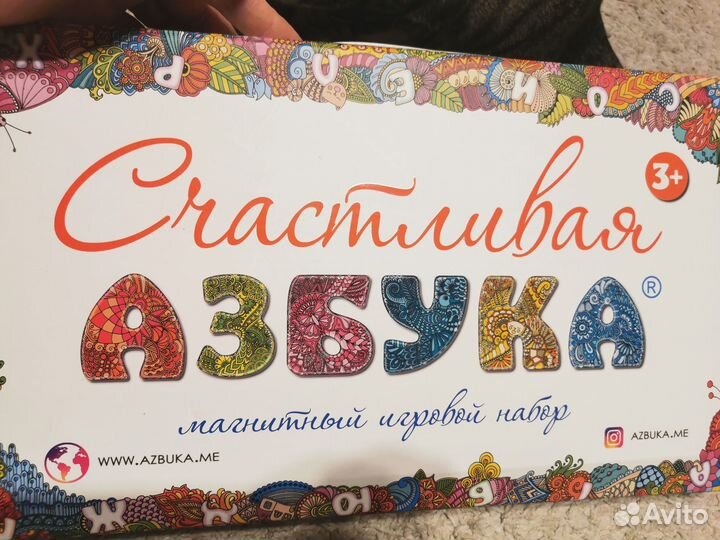 Счастливая
3+
АЗБУКА®
магнитный игровой набор
WWW.AZBUKA.ME
AZBUKA.ME
Avito